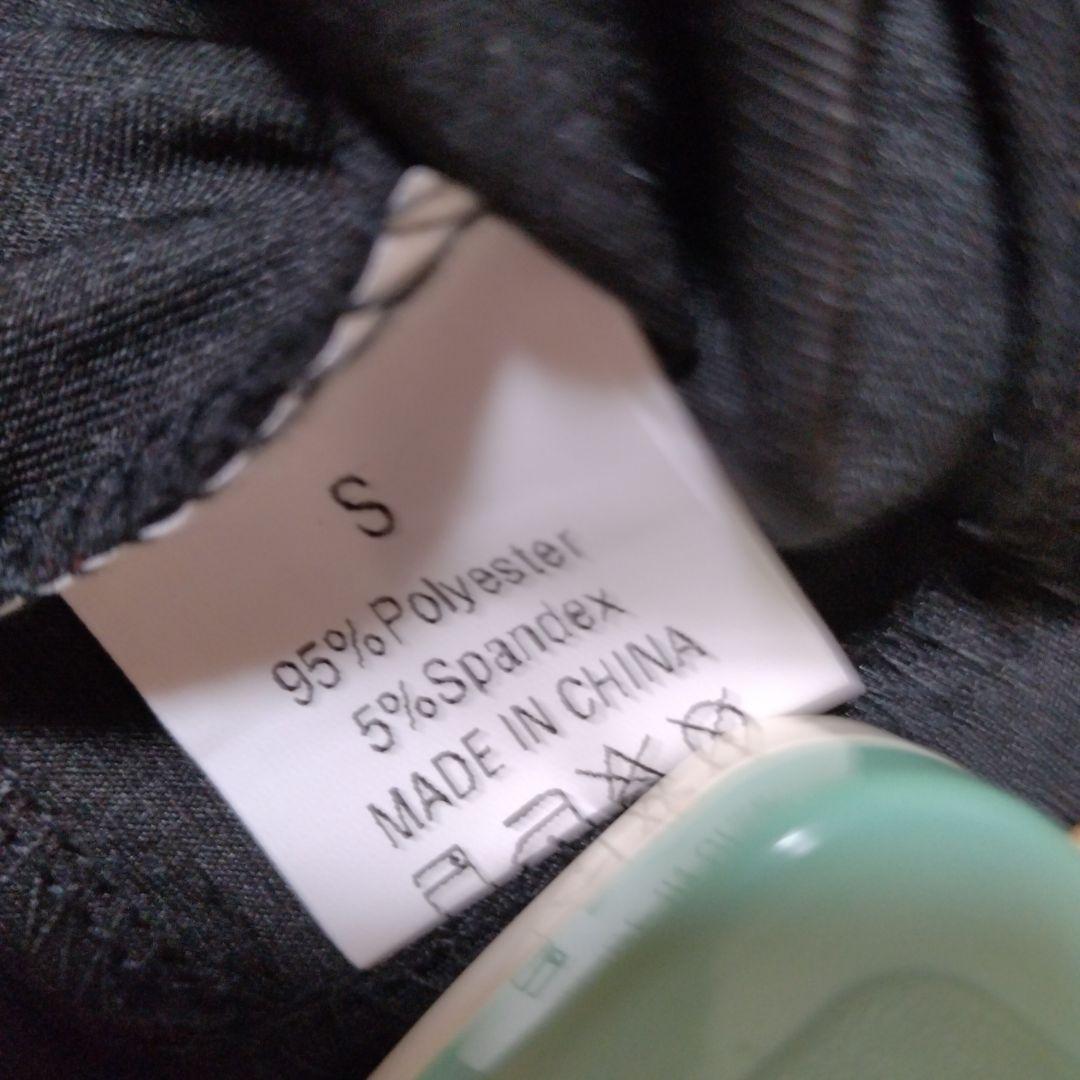 S
95%Polyester
5%Spandex
MADE IN CHINA